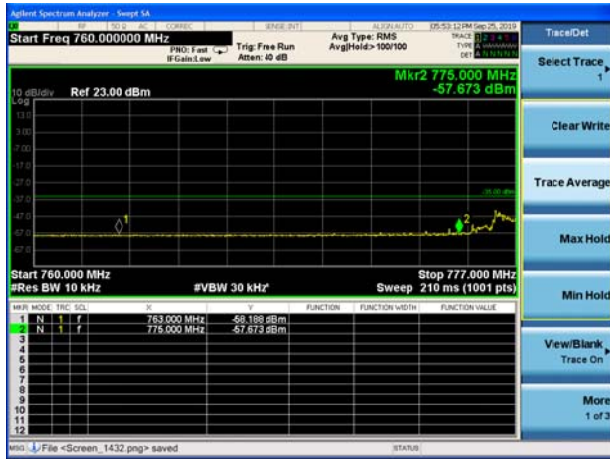 Agilent Spectrum Analyzer - Swept SA
RF 50 Ω AC CORREC SENSE:INT ALIGN AUTO 05:53:12 PM Sep 25, 2019
Start Freq 760.000000 MHz
PNO: Fast Trig: Free Run
IFGain:Low
Avg Type: RMS
Avg|Hold:> 100/100
TRACE 1 2 3 4 5 6
TYPE
DET A N N N N N
Mkr2 775.000 MHz
-57.673 dBm
10 dB/div Ref 23.00 dBm
Log
13.0
3.00
-7.00
-17.0
-27.0
-37.0
-47.0
-57.0
-67.0
-35.00 dBm
1
2
Start 760.000 MHz Stop 777.000 MHz
#Res BW 10 kHz #VBW 30 kHz* Sweep 210 ms (1001 pts)
MKR MODE TRC SCL X Y FUNCTION FUNCTION WIDTH FUNCTION VALUE
1 N 1 f 763.000 MHz -58.188 dBm
2 N 1 f 775.000 MHz -57.673 dBm
3
4
5
6
7
8
9
10
11
12
MSG File <Screen_1432.png> saved STATUS
Trace/Det
Select Trace
1
Clear Write
Trace Average
Max Hold
Min Hold
View/Blank
Trace On
More
1 of 3